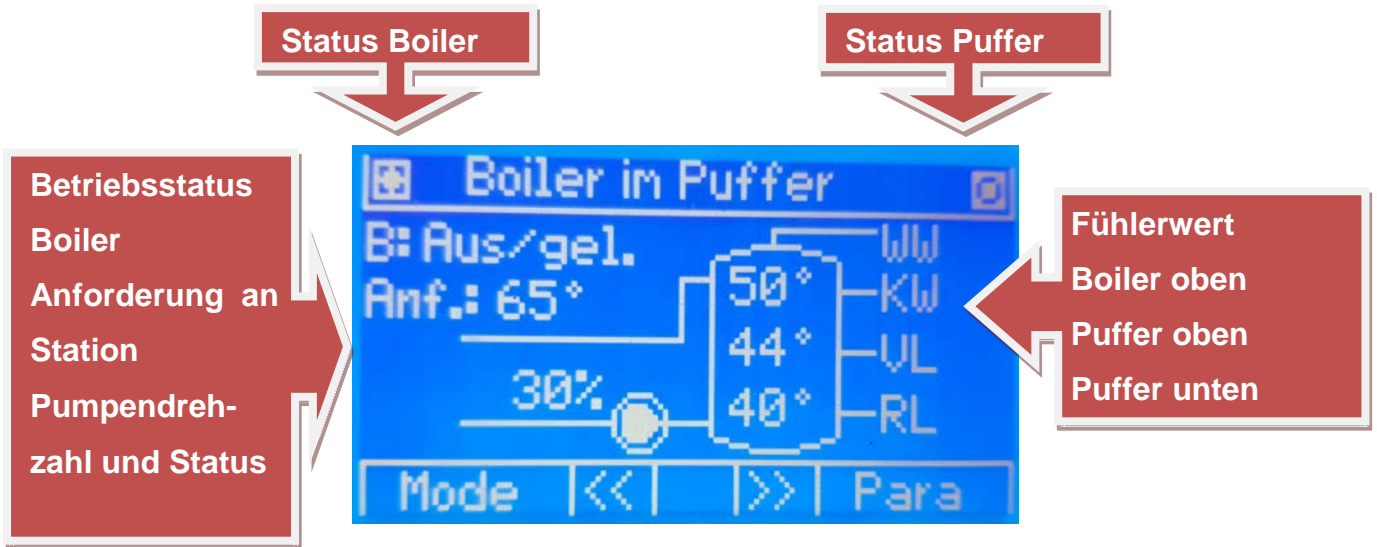 Status Boiler
Status Puffer
Betriebsstatus
Boiler
Anforderung an
Station
Pumpendreh-
zahl und Status
Boiler in Puffer
B: Aus/gel.
Anf.: 65°
30%
50°
44°
40°
WW
KW
VL
RL
Mode << >> Para
Fühlerwert
Boiler oben
Puffer oben
Puffer unten